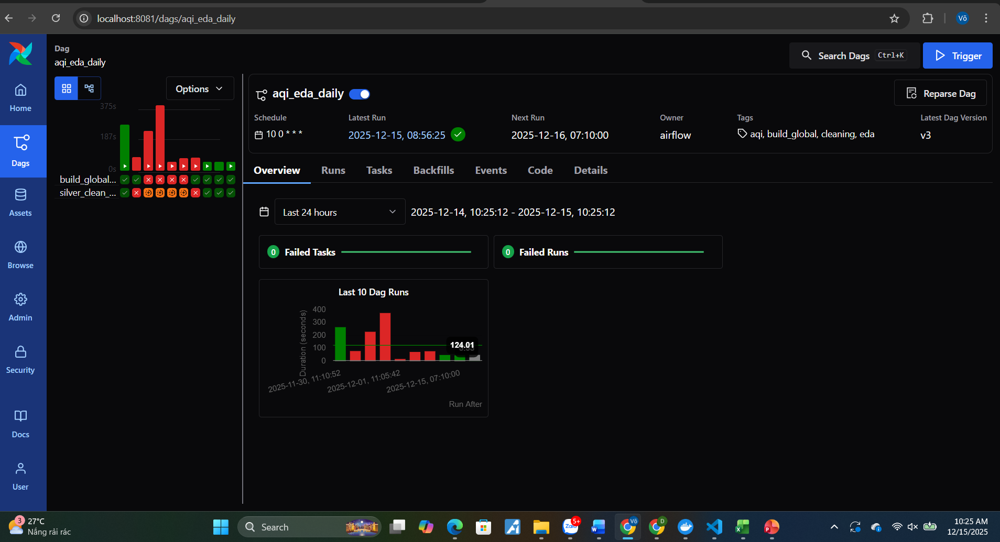 localhost:8081/dags/aqi_eda_daily
Võ
Dag
aqi_eda_daily
Search Dags Ctrl+K
Trigger
Options
375s
187s
0s
build_global...
silver_clean_...
Home
Dags
Assets
Browse
Admin
Security
Docs
User
aqi_eda_daily
Reparse Dag
Schedule
10 0 * * *
Latest Run
2025-12-15, 08:56:25
Next Run
2025-12-16, 07:10:00
Owner
airflow
Tags
aqi, build_global, cleaning, eda
Latest Dag Version
v3
Overview Runs Tasks Backfills Events Code Details
Last 24 hours
2025-12-14, 10:25:12 - 2025-12-15, 10:25:12
0 Failed Tasks
0 Failed Runs
Last 10 Dag Runs
Duration (seconds)
400
300
200
100
0
124.01
2025-11-30, 11:10:52
2025-12-01, 11:05:42
2025-12-15, 07:10:00
Run After
3
27°C
Nắng rải rác
Search
Zalo
5+
W
Võ
D
X
P
10:25 AM
12/15/2025